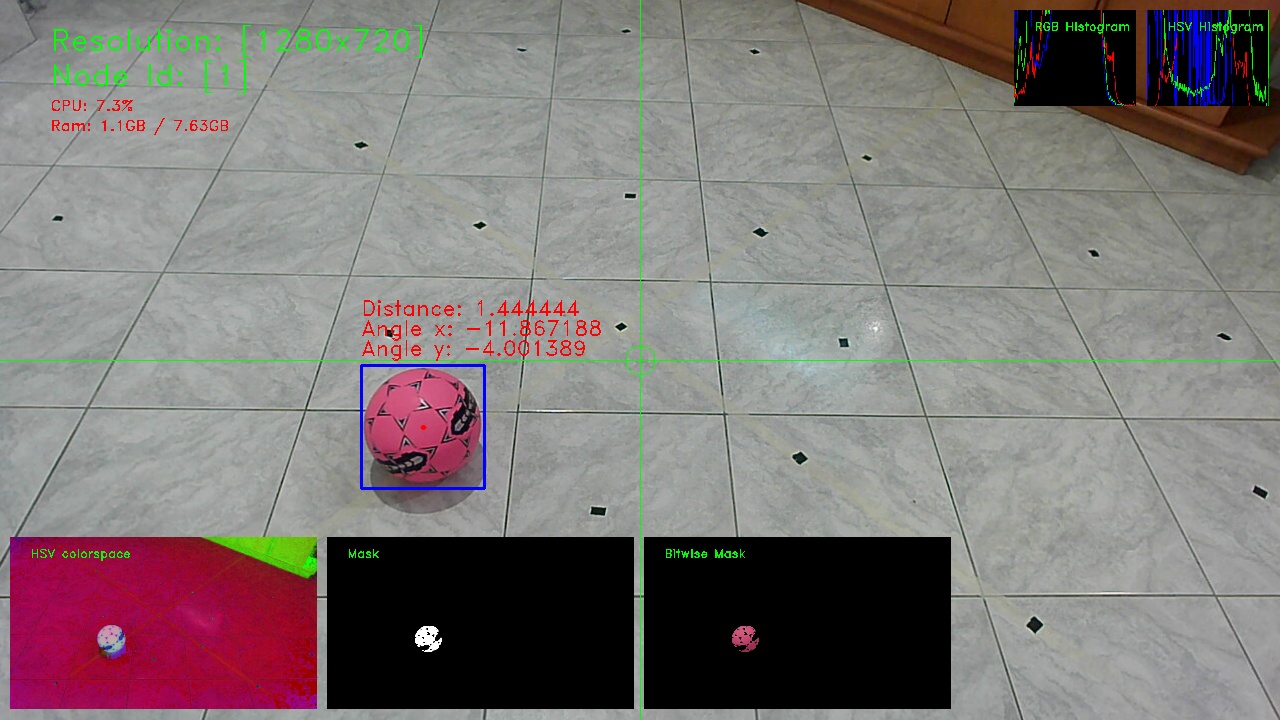 Resolution: [1280x720]
Node Id: [1]
CPU: 7.3%
Ram: 1.1GB / 7.63GB
RGB Histogram
HSV Histogram
Distance: 1.444444
Angle x: -11.867188
Angle y: -4.001389
HSV colorspace
Mask
Bitwise Mask